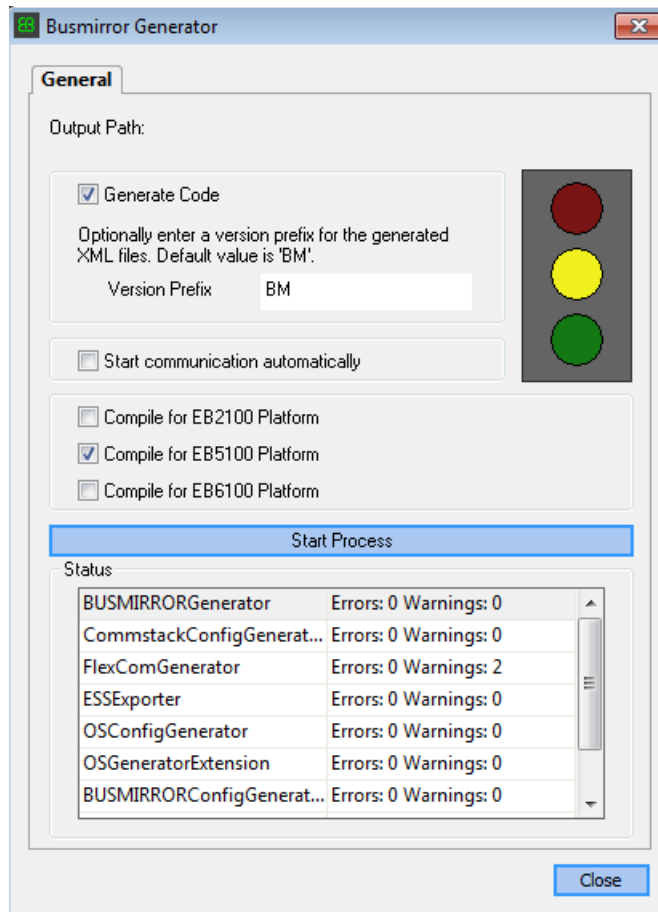 Busmirror Generator
General
Output Path:
Generate Code
Optionally enter a version prefix for the generated
XML files. Default value is 'BM'.
Version Prefix BM
Start communication automatically
Compile for EB2100 Platform
Compile for EB5100 Platform
Compile for EB6100 Platform
Start Process
Status
BUSMIRRORGenerator Errors: 0 Warnings: 0
CommstackConfigGenerat... Errors: 0 Warnings: 0
FlexComGenerator Errors: 0 Warnings: 2
ESSExporter Errors: 0 Warnings: 0
OSConfigGenerator Errors: 0 Warnings: 0
OSGeneratorExtension Errors: 0 Warnings: 0
BUSMIRRORConfigGenerat... Errors: 0 Warnings: 0
Close